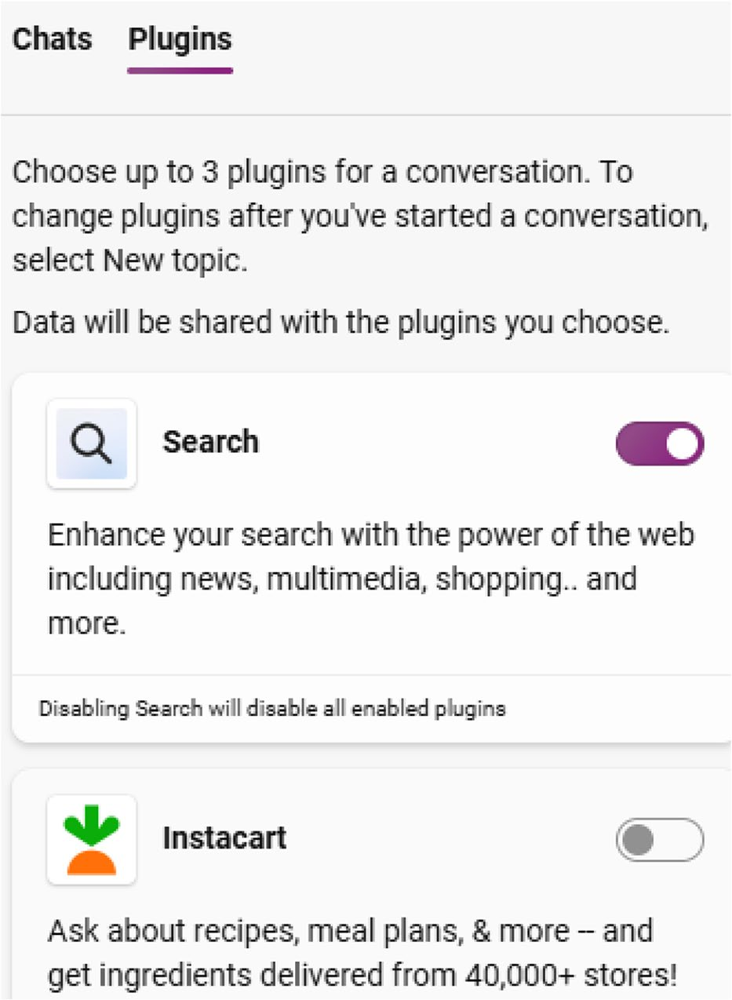 Chats Plugins
Choose up to 3 plugins for a conversation. To
change plugins after you've started a conversation,
select New topic.
Data will be shared with the plugins you choose.
Search
Enhance your search with the power of the web
including news, multimedia, shopping.. and
more.
Disabling Search will disable all enabled plugins
Instacart
Ask about recipes, meal plans, & more -- and
get ingredients delivered from 40,000+ stores!